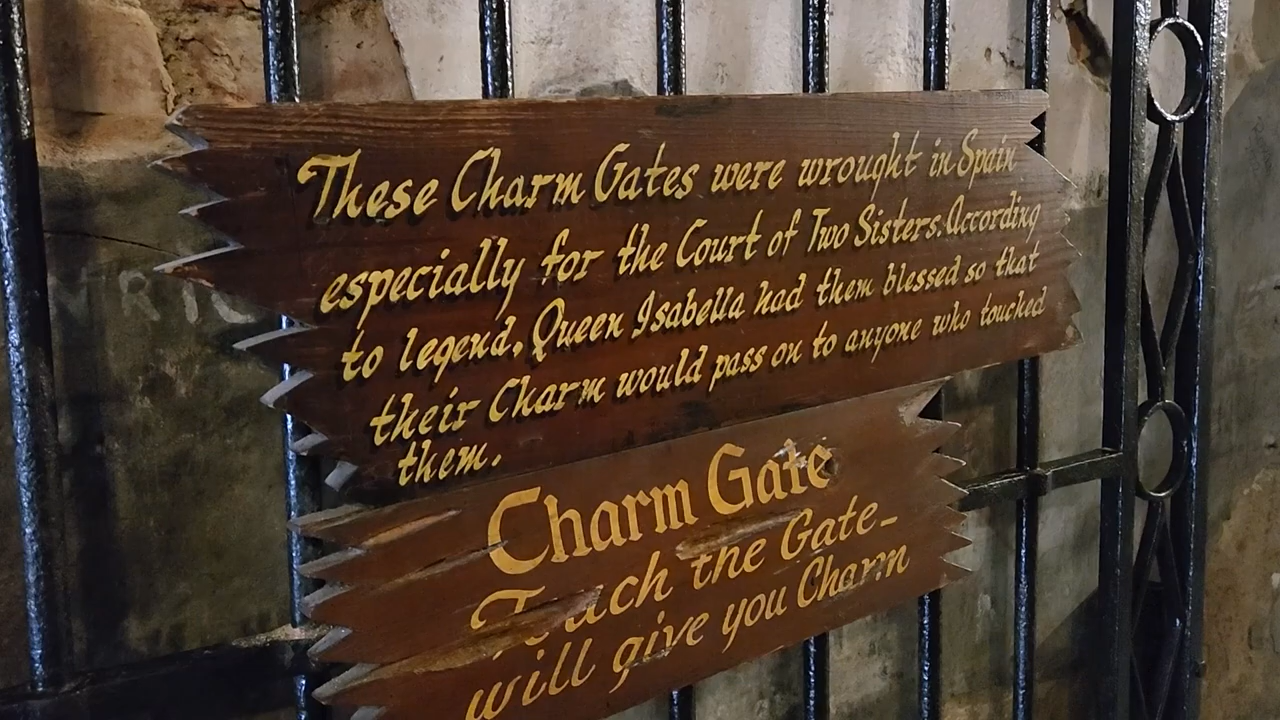 These Charm Gates were wrought in Spain
especially for the Court of Two Sisters. According
to legend, Queen Isabella had them blessed so that
their Charm would pass on to anyone who touched
them.
Charm Gate
Touch the Gate-
will give you Charm